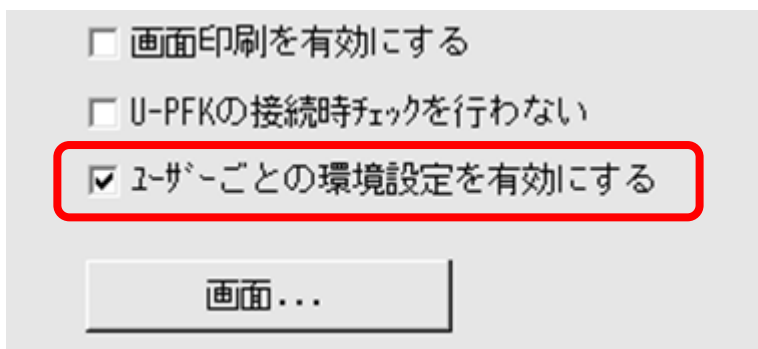 画面印刷を有効にする
U-PFKの接続時ﾁｪｯｸを行わない
ﾕｰｻﾞｰごとの環境設定を有効にする
画面...